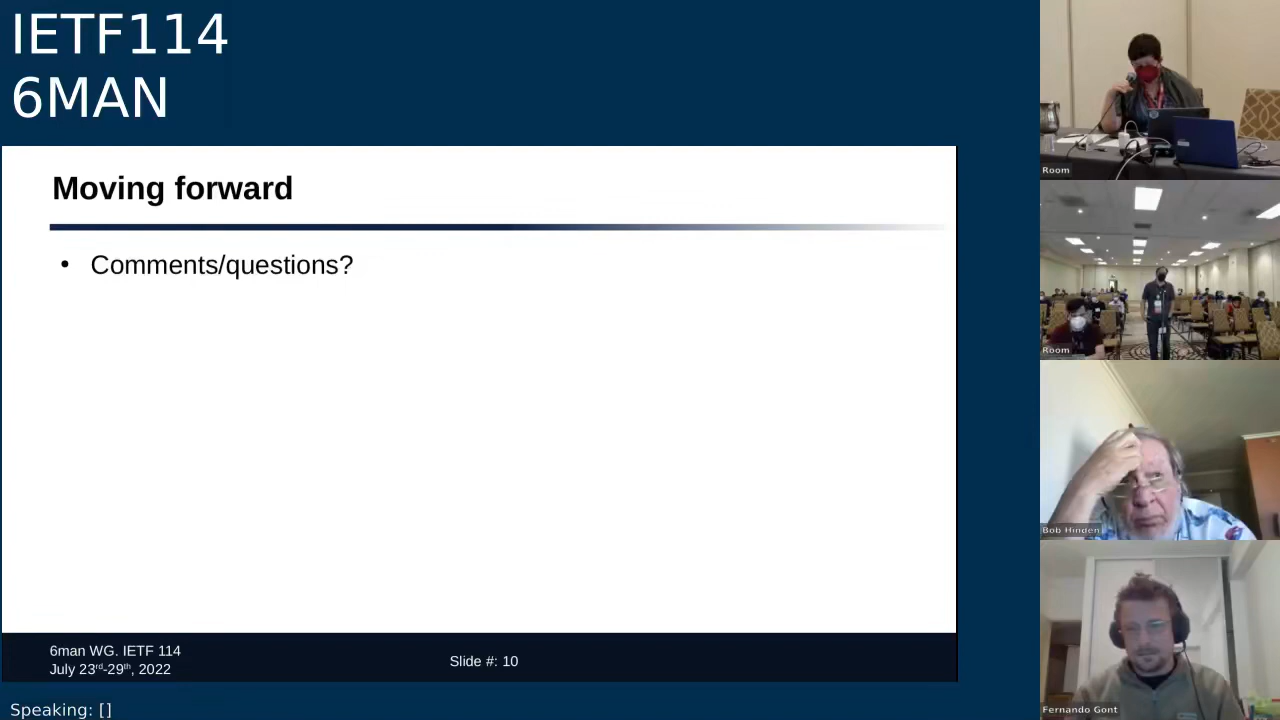 IETF114
6MAN
Moving forward
• Comments/questions?
6man WG. IETF 114
July 23rd-29th, 2022
Slide #: 10
Speaking: []
Room
Room
Bob Hinden
Fernando Gont